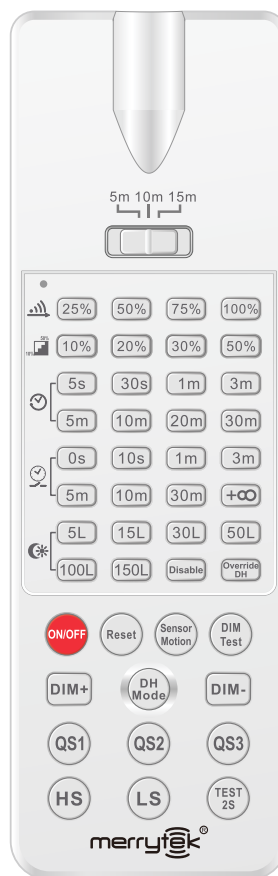 5m 10m 15m
25% 50% 75% 100%
10% 20% 30% 50%
5s 30s 1m 3m
5m 10m 20m 30m
0s 10s 1m 3m
5m 10m 30m +∞
5L 15L 30L 50L
100L 150L Disable Override DH
ON/OFF Reset Sensor Motion DIM Test
DIM+ DH Mode DIM-
QS1 QS2 QS3
HS LS TEST 2S
merrytek®